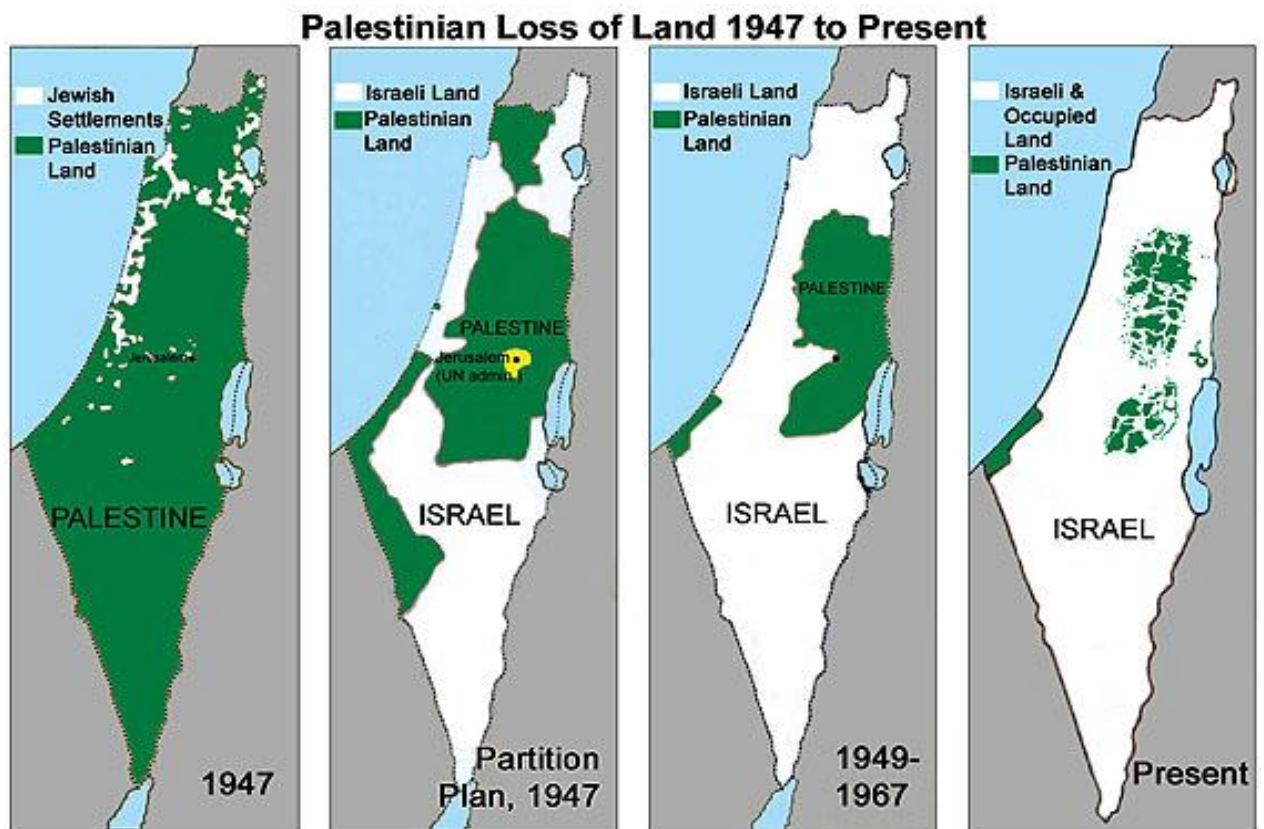 Palestinian Loss of Land 1947 to Present
Jewish
Settlements
Palestinian
Land
Jerusalem
PALESTINE
1947
Israeli Land
Palestinian
Land
PALESTINE
Jerusalem
(UN admin.)
ISRAEL
Partition
Plan, 1947
Israeli Land
Palestinian
Land
PALESTINE
ISRAEL
1949-
1967
Israeli &
Occupied
Land
Palestinian
Land
ISRAEL
Present